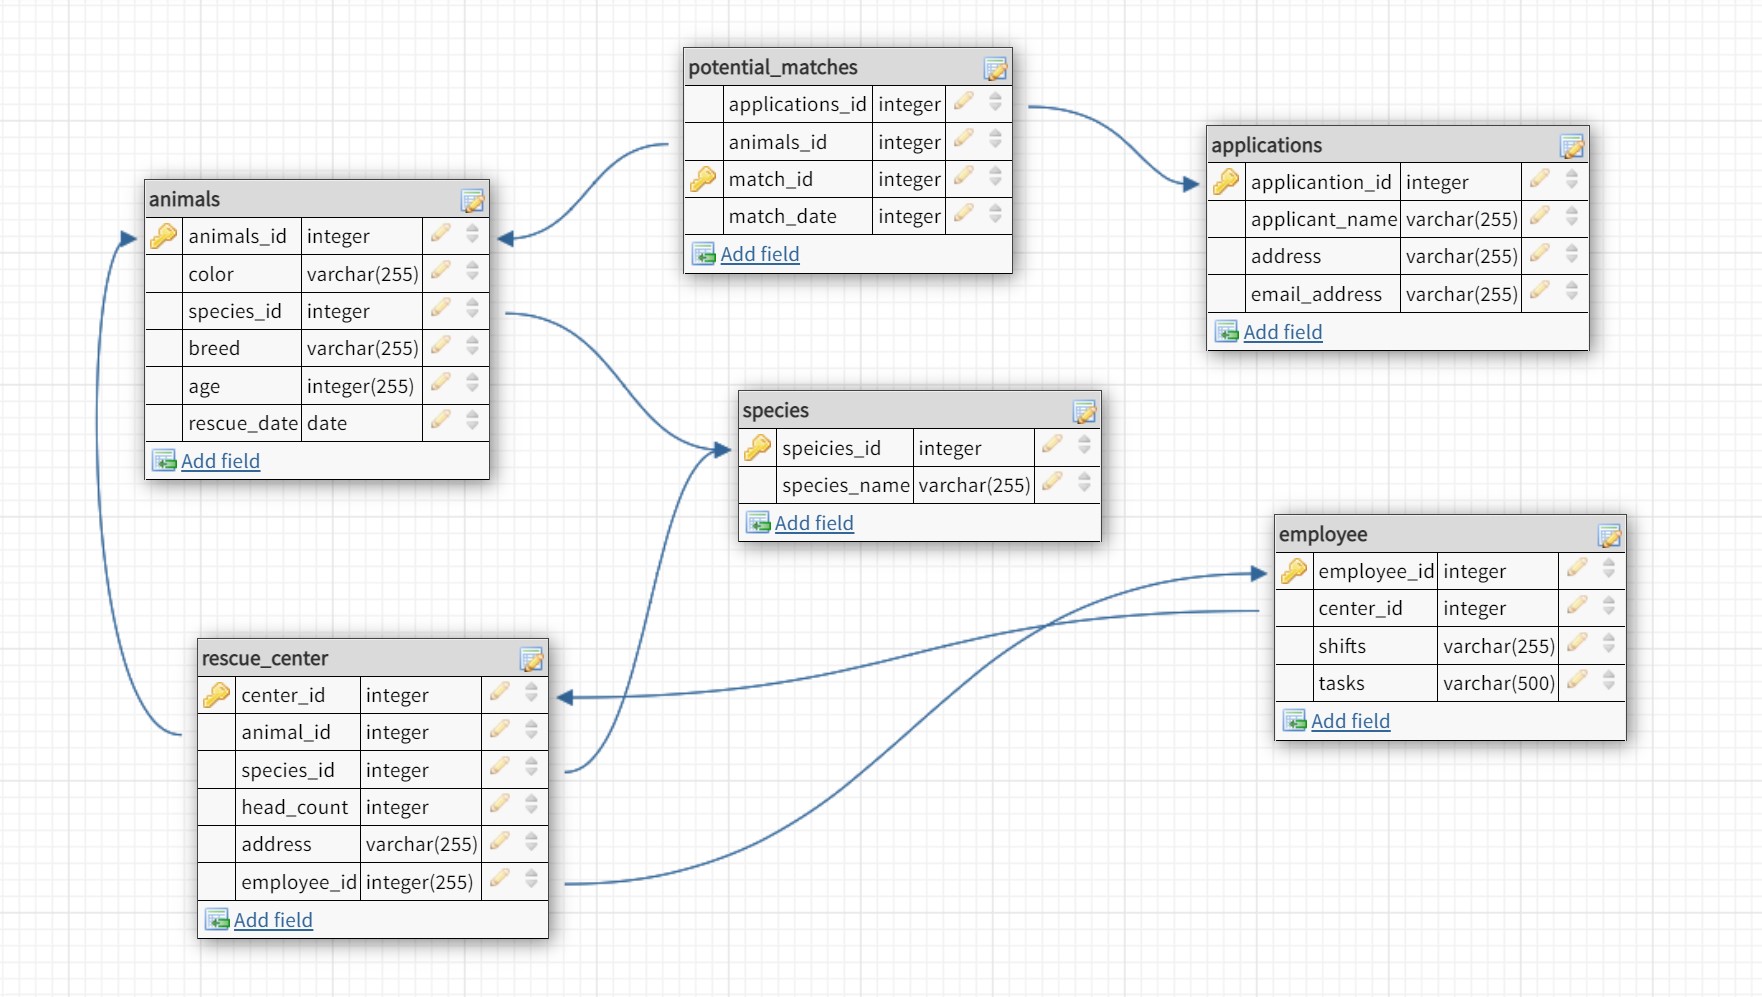 potential_matches
applications_id integer
animals_id integer
match_id integer
match_date integer
Add field
applications
applicantion_id integer
applicant_name varchar(255)
address varchar(255)
email_address varchar(255)
Add field
animals
animals_id integer
color varchar(255)
species_id integer
breed varchar(255)
age integer(255)
rescue_date date
Add field
species
speicies_id integer
species_name varchar(255)
Add field
employee
employee_id integer
center_id integer
shifts varchar(255)
tasks varchar(500)
Add field
rescue_center
center_id integer
animal_id integer
species_id integer
head_count integer
address varchar(255)
employee_id integer(255)
Add field